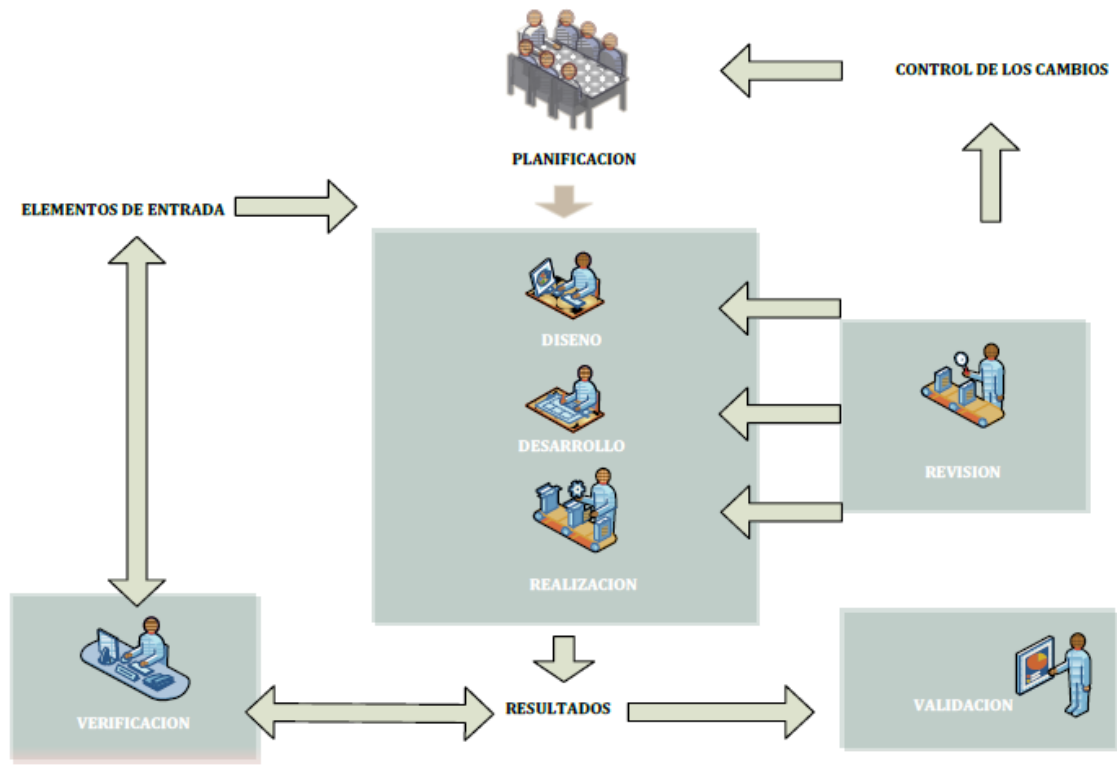 CONTROL DE LOS CAMBIOS
PLANIFICACION
ELEMENTOS DE ENTRADA
DISENO
DESARROLLO
REVISION
REALIZACION
VERIFICACION
RESULTADOS
VALIDACION